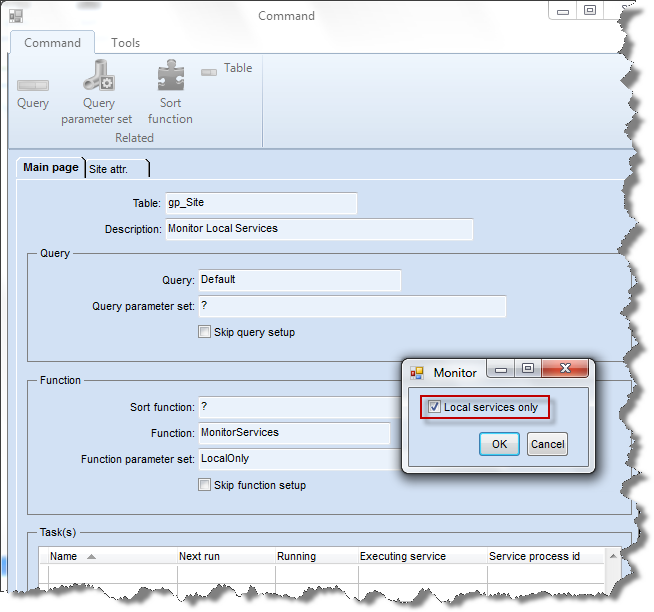 Command
Command Tools
Query
Query parameter set
Sort function
Table
Related
Main page Site attr.
Table: gp_Site
Description: Monitor Local Services
Query
Query: Default
Query parameter set: ?
Skip query setup
Function
Sort function: ?
Function: MonitorServices
Function parameter set: LocalOnly
Skip function setup
Monitor
Local services only
OK Cancel
Task(s)
Name Next run Running Executing service Service process id